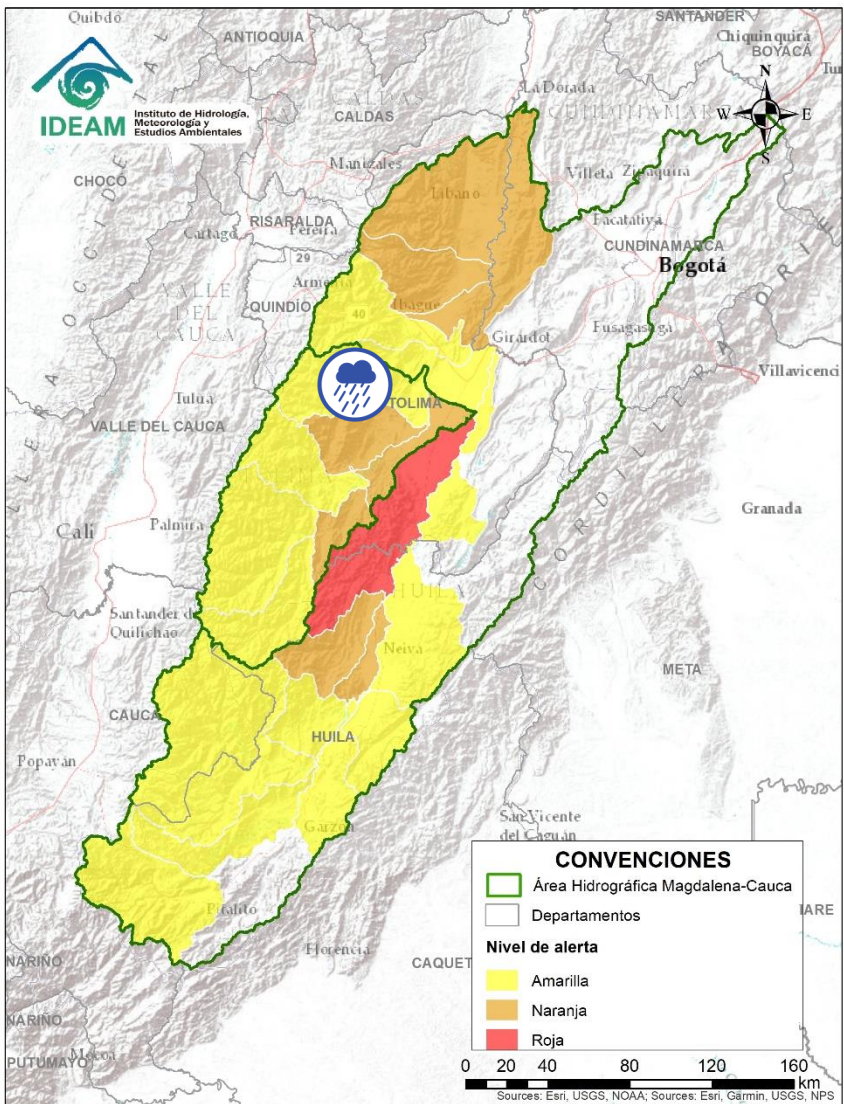 Quibdó
SANTANDER
ANTIOQUIA
Chiquinquirá
BOYACÁ
IDEAM
Instituto de Hidrología,
Meteorología y
Estudios Ambientales
La Dorada
CUNDINAMARCA
CALDAS
N
W
E
S
Manizales
Líbano
Villeta
Zipaquirá
CHOCÓ
RISARALDA
Pereira
Cartago
Facatativa
CUNDINAMARCA
Bogotá
29
Armenia
VALLE
DEL
CAUCA
QUINDÍO
40
Ibagué
Girardot
Fusagasuga
Villavicenci
Tuluá
TOLIMA
VALLE DEL CAUCA
Granada
Cali
Palmira
HUILA
Santander de
Quilichao
Neiva
META
CAUCA
HUILA
Popayán
Garzón
San Vicente
del Caguán
Pitalito
Florencia
NARIÑO
CAQUET
IARE
NARIÑO
PUTUMAYO
Mocoa
CONVENCIONES
Área Hidrográfica Magdalena-Cauca
Departamentos
Nivel de alerta
Amarilla
Naranja
Roja
0 20 40 80 120 160
km
Sources: Esri, USGS, NOAA; Sources: Esri, Garmin, USGS, NPS